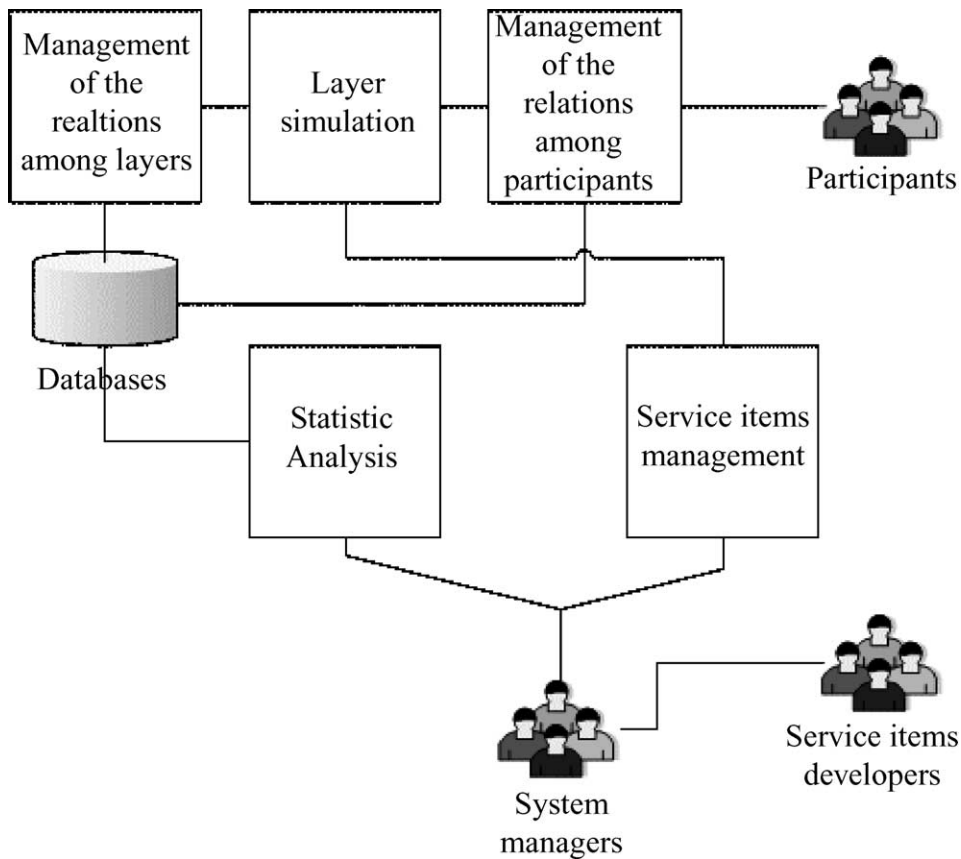 Management
of the
realtions
among layers
Layer
simulation
Management
of the
relations
among
participants
Participants
Databases
Statistic
Analysis
Service items
management
System
managers
Service items
developers